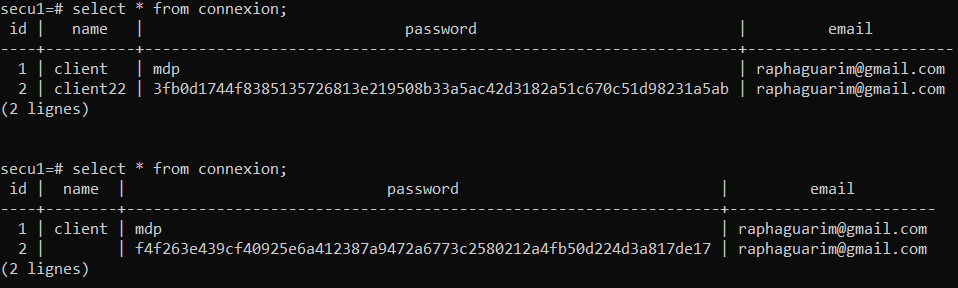 secu1=# select * from connexion;
 id |   name   |                             password                             |         email
----+----------+------------------------------------------------------------------+-----------------------
  1 | client   | mdp                                                              | raphaguarim@gmail.com
  2 | client22 | 3fb0d1744f8385135726813e219508b33a5ac42d3182a51c670c51d98231a5ab | raphaguarim@gmail.com
(2 lignes)
secu1=# select * from connexion;
 id |  name  |                             password                             |         email
----+--------+------------------------------------------------------------------+-----------------------
  1 | client | mdp                                                              | raphaguarim@gmail.com
  2 |        | f4f263e439cf40925e6a412387a9472a6773c2580212a4fb50d224d3a817de17 | raphaguarim@gmail.com
(2 lignes)